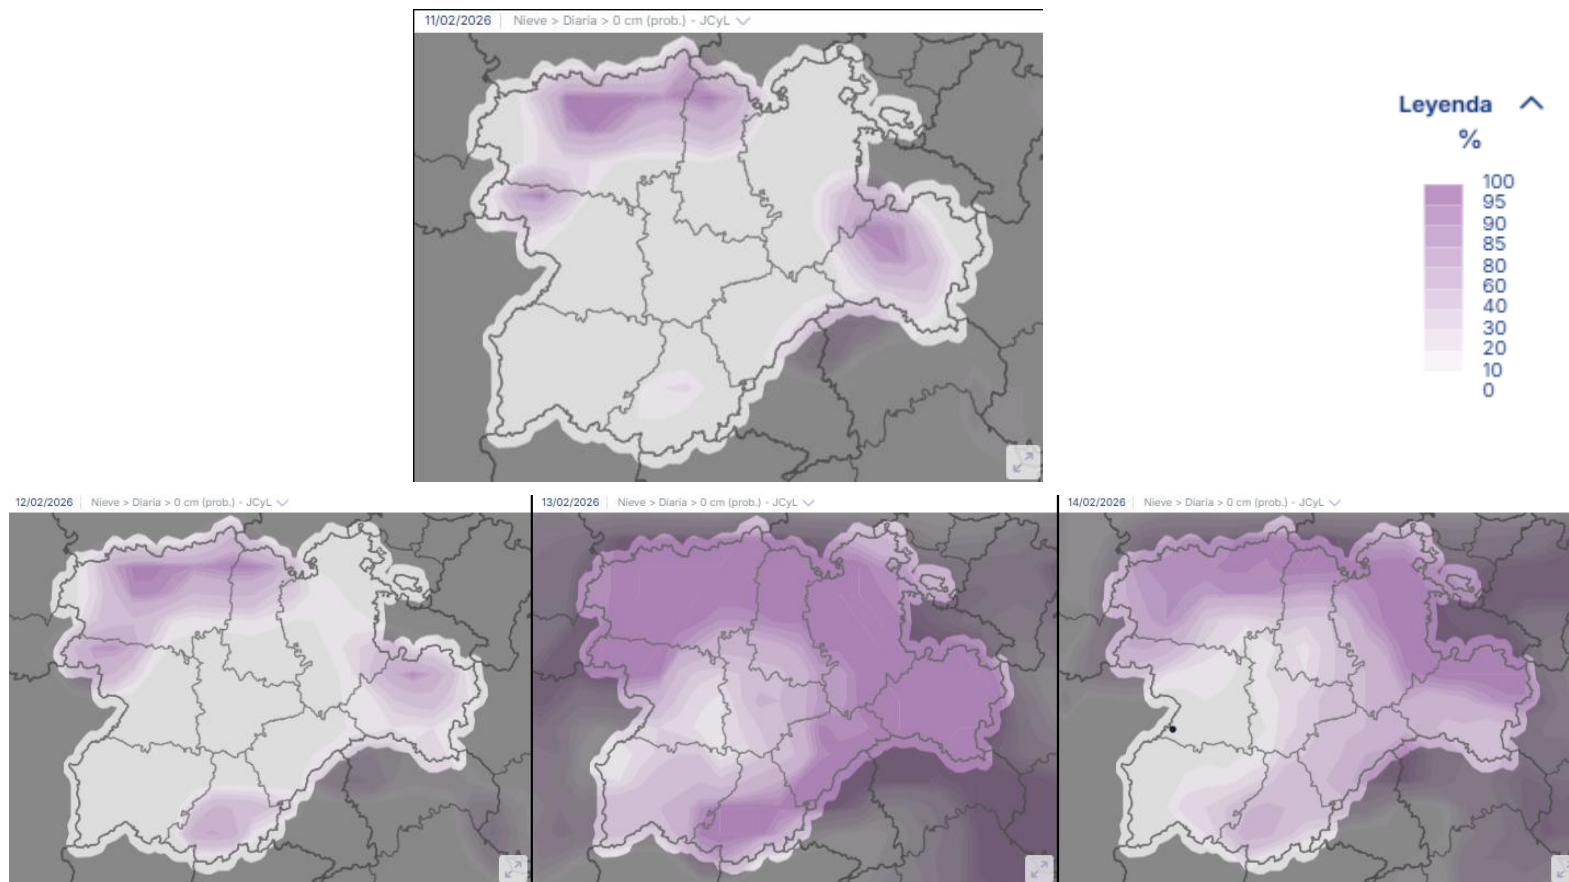 11/02/2026 Nieve > Diaria > 0 cm (prob.) - JCyL
Leyenda
%
100
95
90
85
80
60
40
30
20
10
0
12/02/2026 Nieve > Diaria > 0 cm (prob.) - JCyL
13/02/2026 Nieve > Diaria > 0 cm (prob.) - JCyL
14/02/2026 Nieve > Diaria > 0 cm (prob.) - JCyL